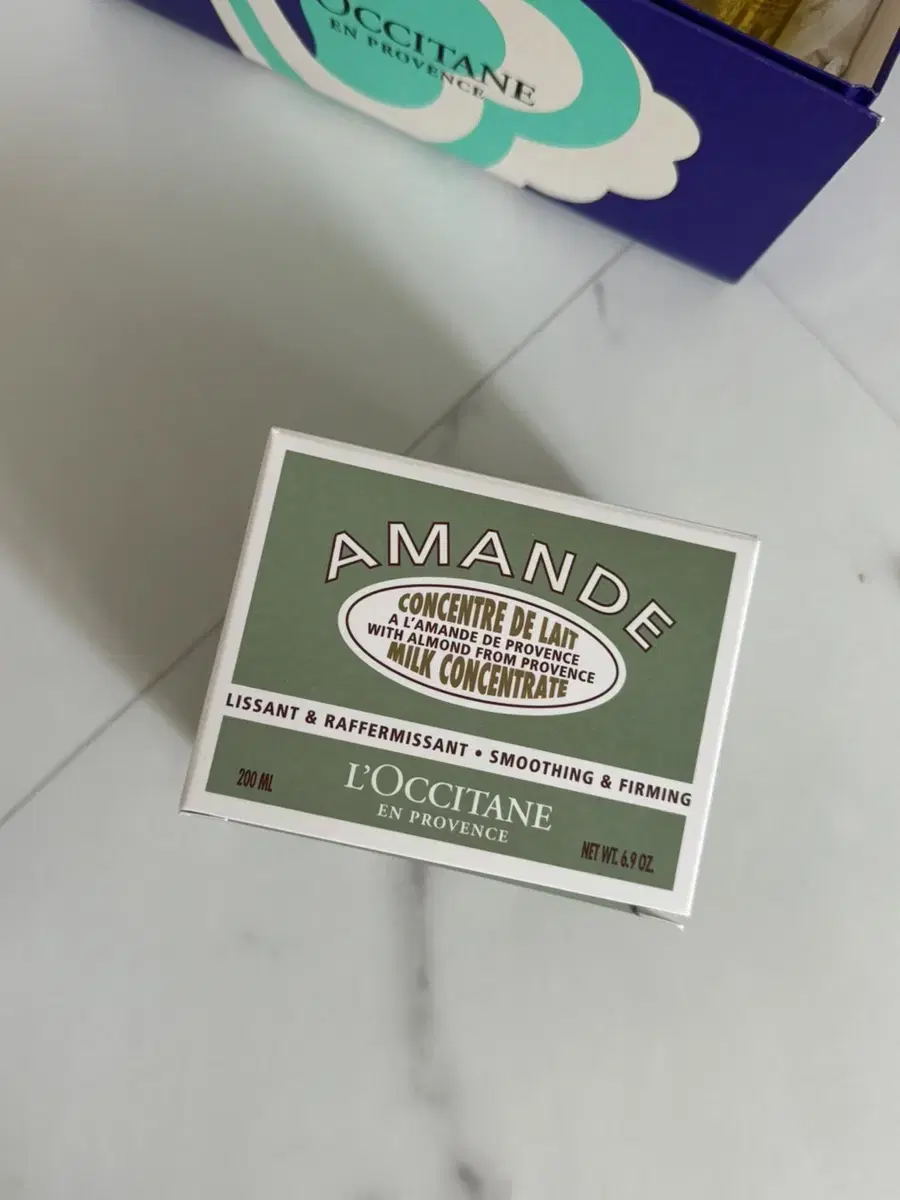 L'OCCITANE
EN PROVENCE
AMANDE
CONCENTRE DE LAIT
A L'AMANDE DE PROVENCE
WITH ALMOND FROM PROVENCE
MILK CONCENTRATE
LISSANT & RAFFERMISSANT • SMOOTHING & FIRMING
200 ML
L'OCCITANE
EN PROVENCE
NET WT. 6.9 OZ.